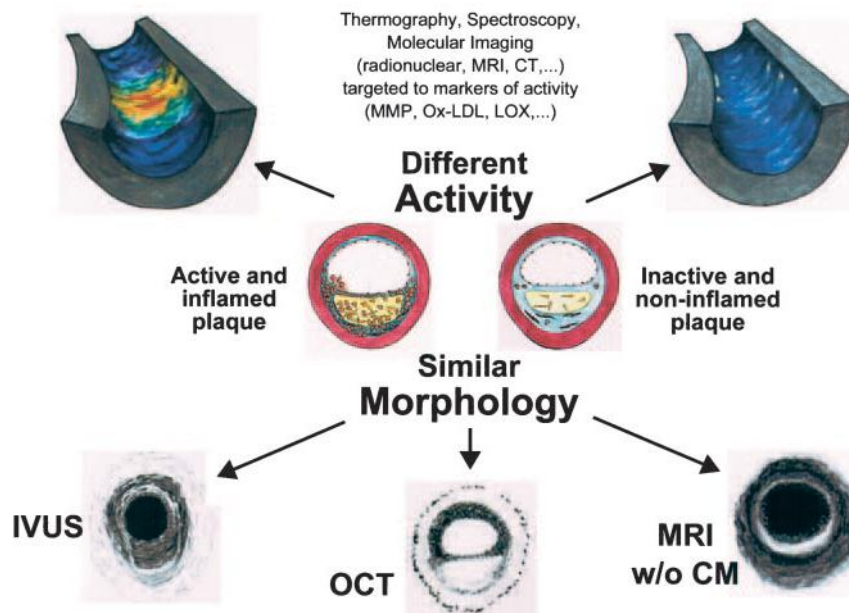 Thermography, Spectroscopy,
Molecular Imaging
(radionuclear, MRI, CT,...)
targeted to markers of activity
(MMP, Ox-LDL, LOX,...)
Different
Activity
Active and
inflamed
plaque
Inactive and
non-inflamed
plaque
Similar
Morphology
IVUS
OCT
MRI
w/o CM